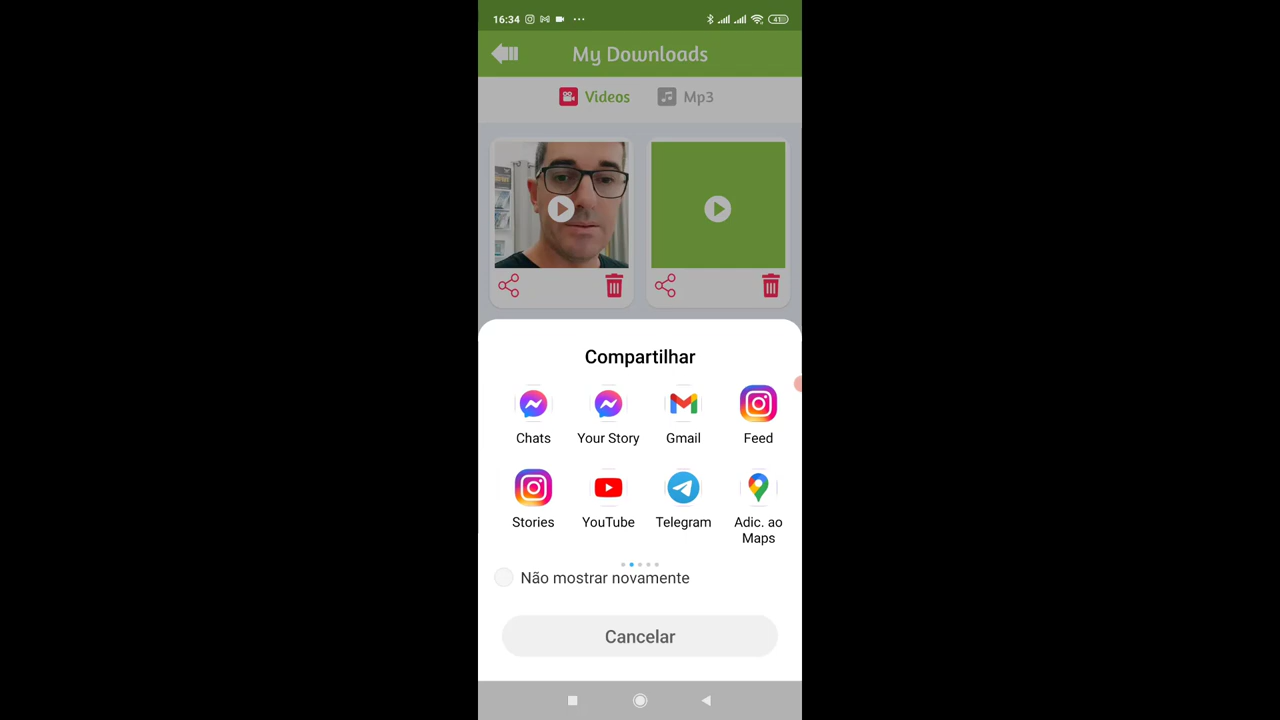 16:34 ... 41
My Downloads
Videos Mp3
Compartilhar
Chats Your Story Gmail Feed
Stories YouTube Telegram Adic. ao
Maps
Não mostrar novamente
Cancelar